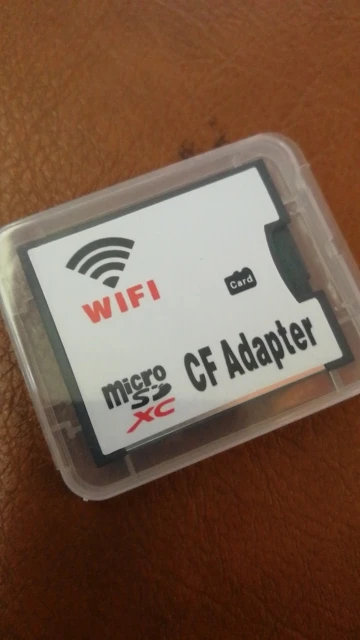 WIFI
Card
micro
SD
XC
CF Adapter